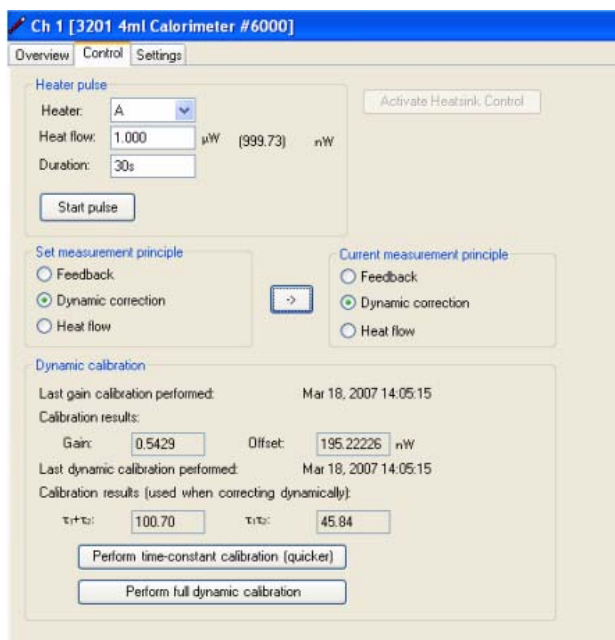 Ch 1 [3201 4ml Calorimeter #6000]
Overview Control Settings
Heater pulse
Activate Heatsink Control
Heater: A
Heat flow: 1.000 µW (999.73) nW
Duration: 30s
Start pulse
Set measurement principle
Feedback
Dynamic correction
Heat flow
->
Current measurement principle
Feedback
Dynamic correction
Heat flow
Dynamic calibration
Last gain calibration performed: Mar 18, 2007 14:05:15
Calibration results:
Gain: 0.5429 Offset: 195.22226 nW
Last dynamic calibration performed: Mar 18, 2007 14:05:15
Calibration results (used when correcting dynamically):
τ₁+τ₂: 100.70 τ₁τ₂: 45.84
Perform time-constant calibration (quicker)
Perform full dynamic calibration